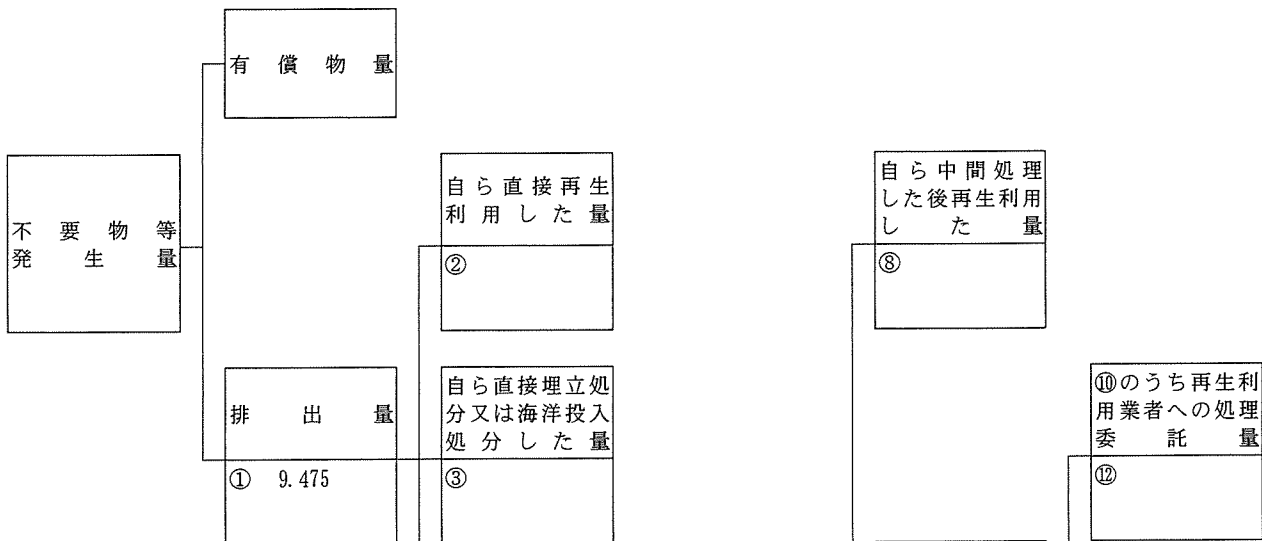 有償物量
不要物等
発生量
自ら直接再生
利用した量
②
自ら中間処理
した後再生利用
した量
⑧
排出量
① 9.475
自ら直接埋立処
分又は海洋投入
処分した量
③
⑩のうち再生利
用業者への処理
委託量
⑫